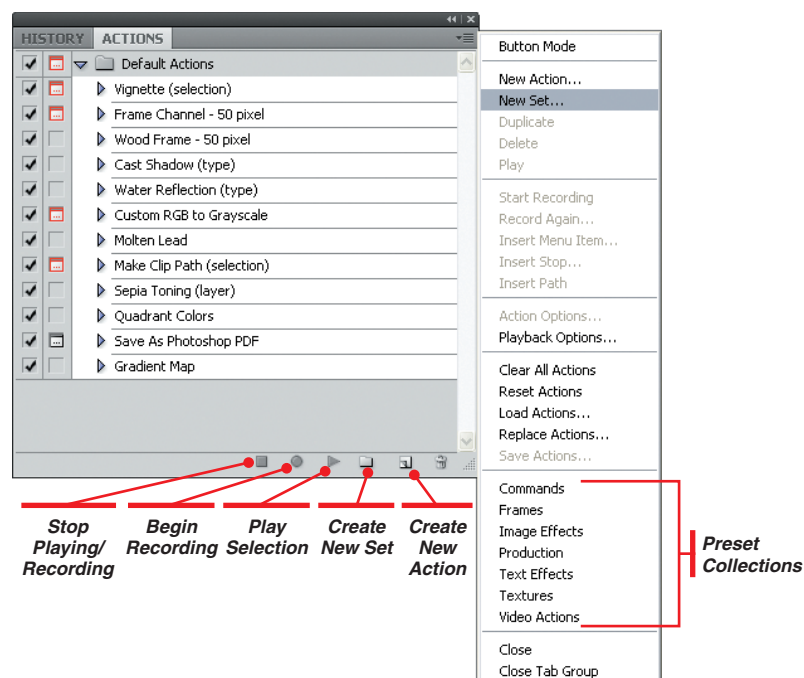 HISTORY ACTIONS
Default Actions
Vignette (selection)
Frame Channel - 50 pixel
Wood Frame - 50 pixel
Cast Shadow (type)
Water Reflection (type)
Custom RGB to Grayscale
Molten Lead
Make Clip Path (selection)
Sepia Toning (layer)
Quadrant Colors
Save As Photoshop PDF
Gradient Map
Stop
Playing/
Recording
Begin
Recording
Play
Selection
Create
New Set
Create
New
Action
Button Mode
New Action...
New Set...
Duplicate
Delete
Play
Start Recording
Record Again...
Insert Menu Item...
Insert Stop...
Insert Path
Action Options...
Playback Options...
Clear All Actions
Reset Actions
Load Actions...
Replace Actions...
Save Actions...
Commands
Frames
Image Effects
Production
Text Effects
Textures
Video Actions
Close
Close Tab Group
Preset
Collections